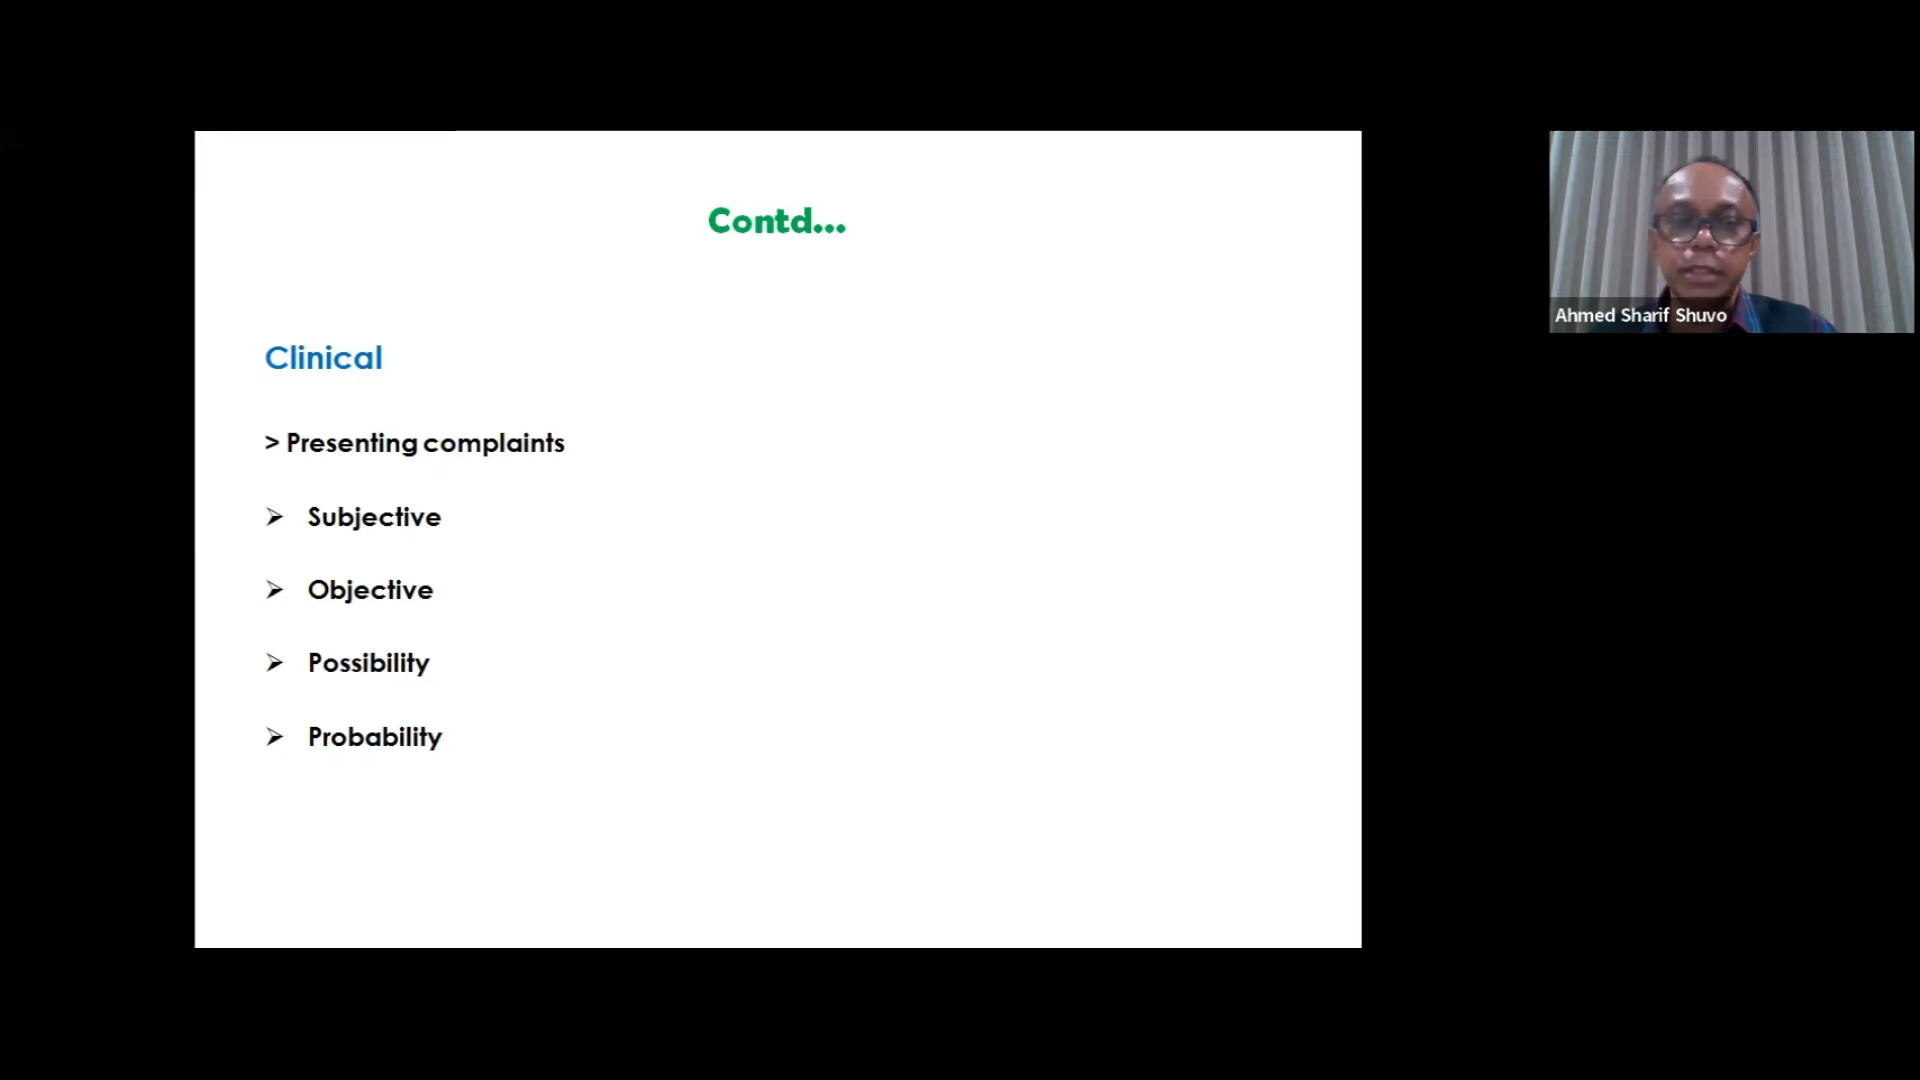 Contd...
Clinical
> Presenting complaints
➢ Subjective
➢ Objective
➢ Possibility
➢ Probability
Ahmed Sharif Shuvo